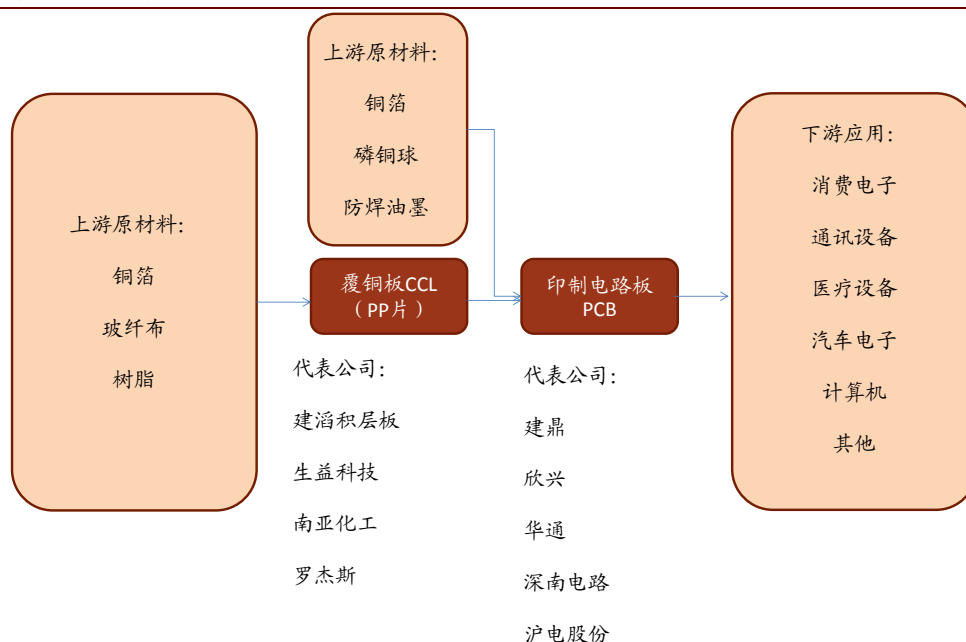 上游原材料:
铜箔
玻纤布
树脂
上游原材料:
铜箔
磷铜球
防焊油墨
覆铜板CCL
（PP片）
代表公司:
建滔积层板
生益科技
南亚化工
罗杰斯
印制电路板
PCB
代表公司:
建鼎
欣兴
华通
深南电路
沪电股份
下游应用:
消费电子
通讯设备
医疗设备
汽车电子
计算机
其他